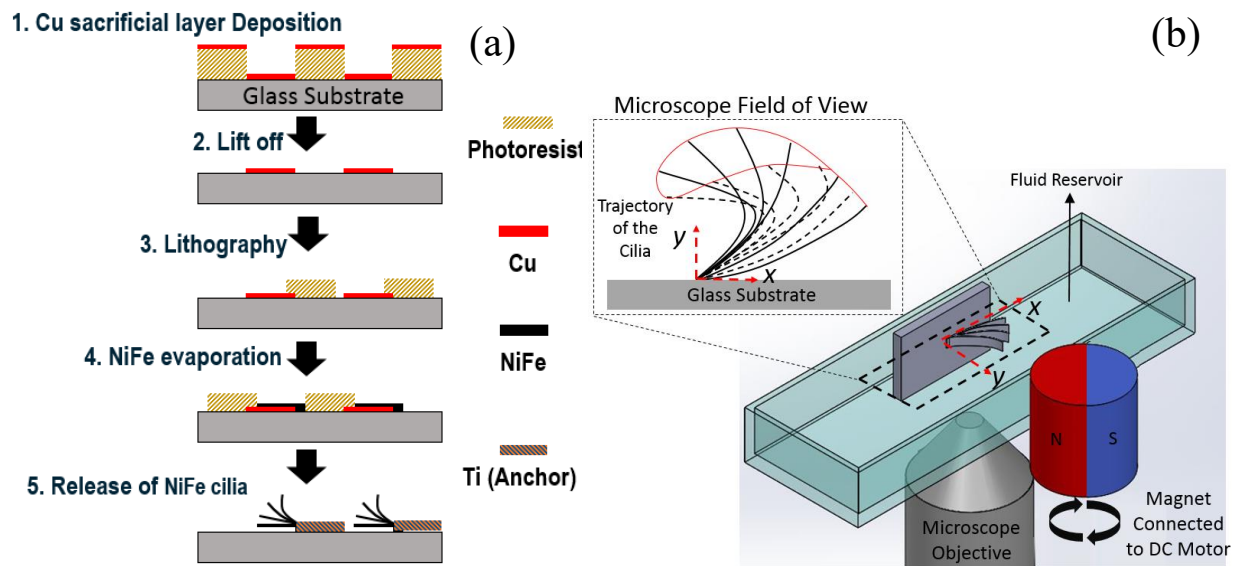 1. Cu sacrificial layer Deposition
(a)
Glass Substrate
2. Lift off
3. Lithography
4. NiFe evaporation
5. Release of NiFe cilia
Photoresist
Cu
NiFe
Ti (Anchor)
(b)
Microscope Field of View
Trajectory
of the
Cilia
y
x
Glass Substrate
Fluid Reservoir
x
y
N
S
Microscope
Objective
Magnet
Connected
to DC Motor